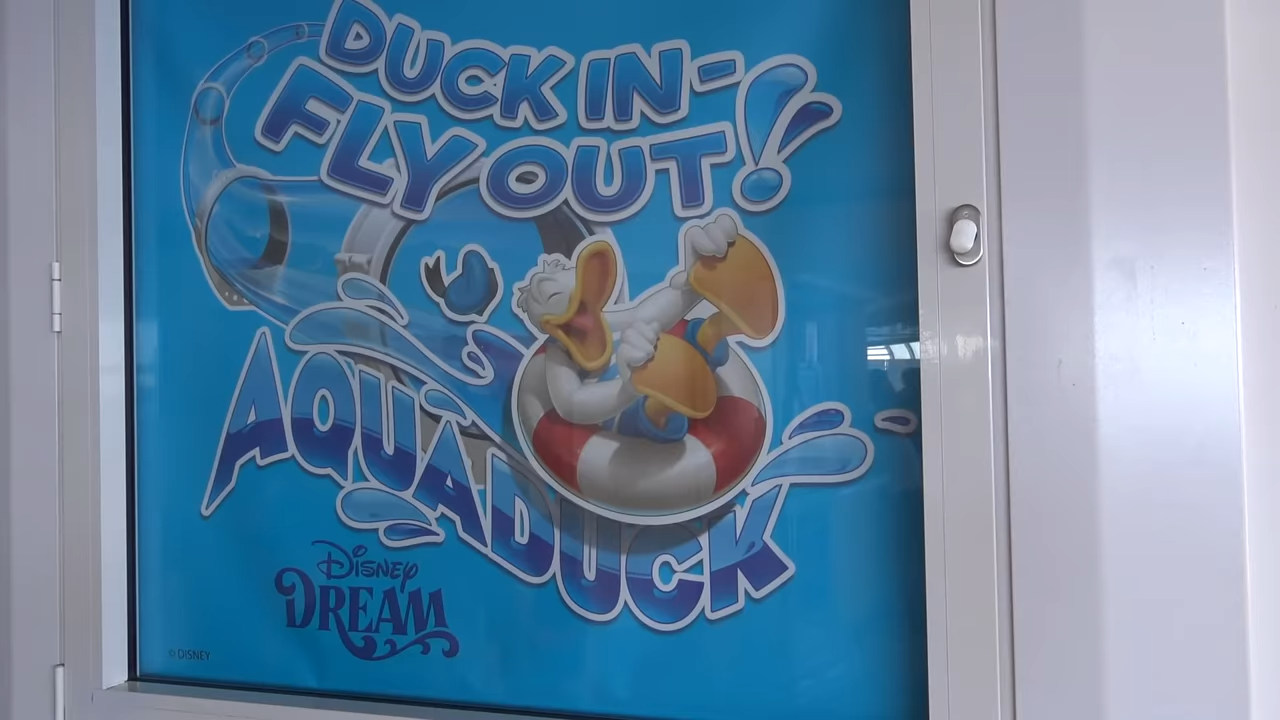 DUCK IN-
FLY OUT!
AQUADUCK
DISNEY
DREAM
© DISNEY